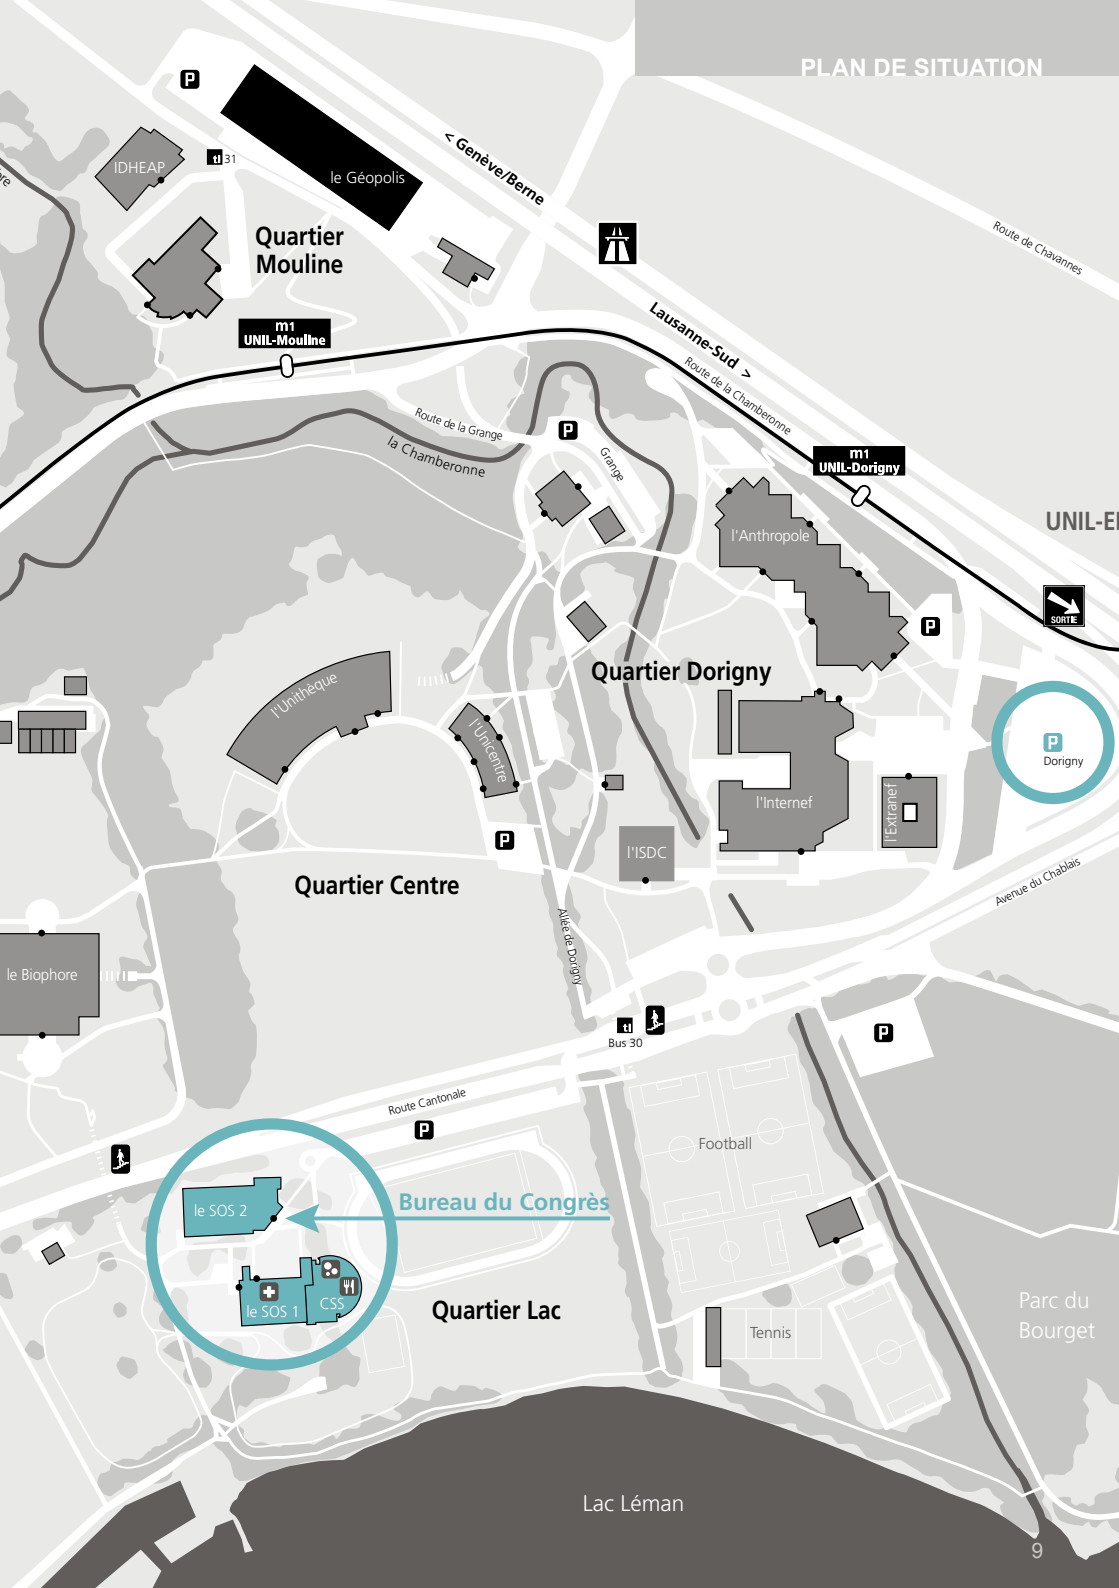 PLAN DE SITUATION
P
< Genève/Berne
IDHEAP
tl 31
le Géopolis
Route de Chavannes
Quartier
Mouline
Lausanne-Sud >
m1
UNIL-Mouline
Route de la Chamberonne
Route de la Grange
P
la Chamberonne
Grange
m1
UNIL-Dorigny
l'Anthropole
UNIL-E
SORTIE
P
Quartier Dorigny
l'Unithèque
l'Unicentre
P
Dorigny
l'Internef
l'Extranef
P
l'ISDC
Quartier Centre
Avenue du Chablais
Allée de Dorigny
le Biophore
tl
Bus 30
P
Route Cantonale
P
Football
Bureau du Congrès
le SOS 2
le SOS 1
CSS
Quartier Lac
Parc du
Bourget
Tennis
Lac Léman
9